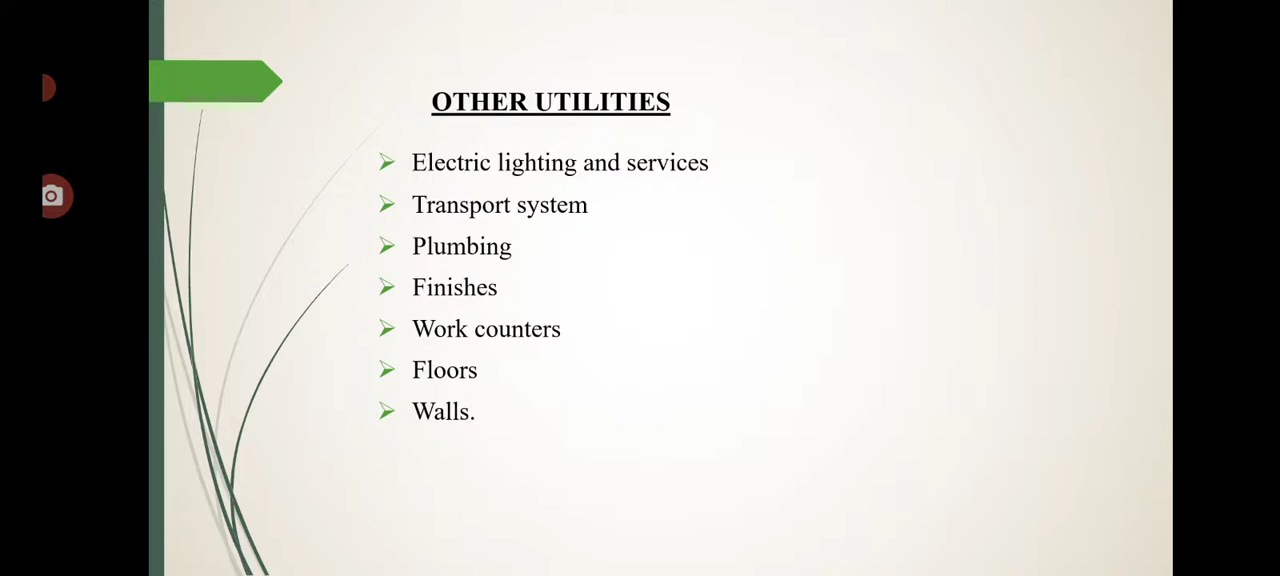 OTHER UTILITIES
Electric lighting and services
Transport system
Plumbing
Finishes
Work counters
Floors
Walls.